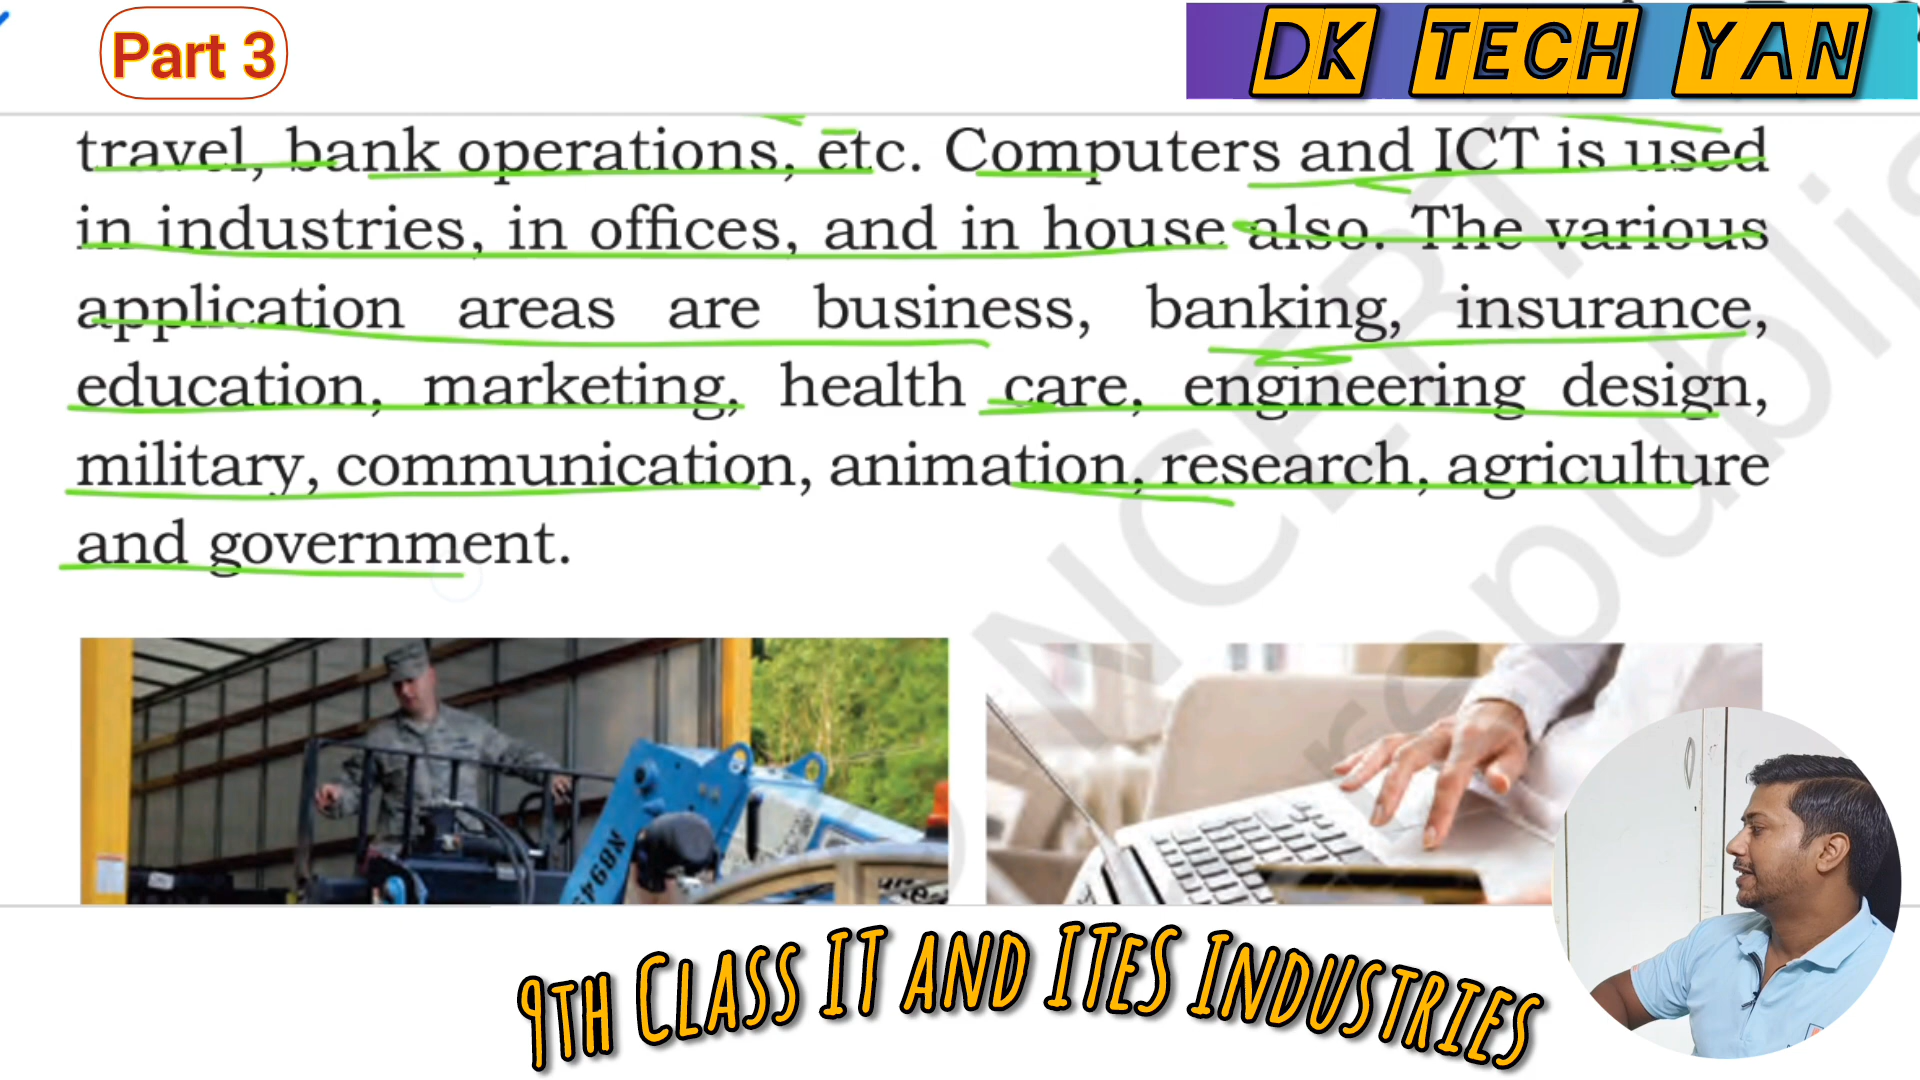 Part 3
DK TECH YAN
travel, bank operations, etc. Computers and ICT is used
in industries, in offices, and in house also. The various
application areas are business, banking, insurance,
education, marketing, health care, engineering design,
military, communication, animation, research, agriculture
and government.
NCERT
9TH CLASS IT AND ITES INDUSTRIES